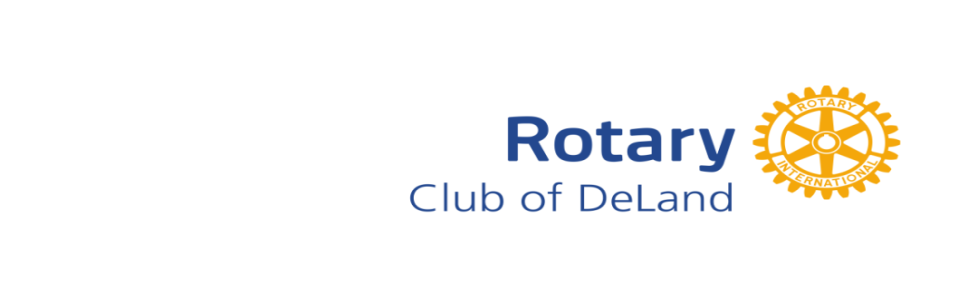 Rotary
Club of DeLand
ROTARY
INTERNATIONAL